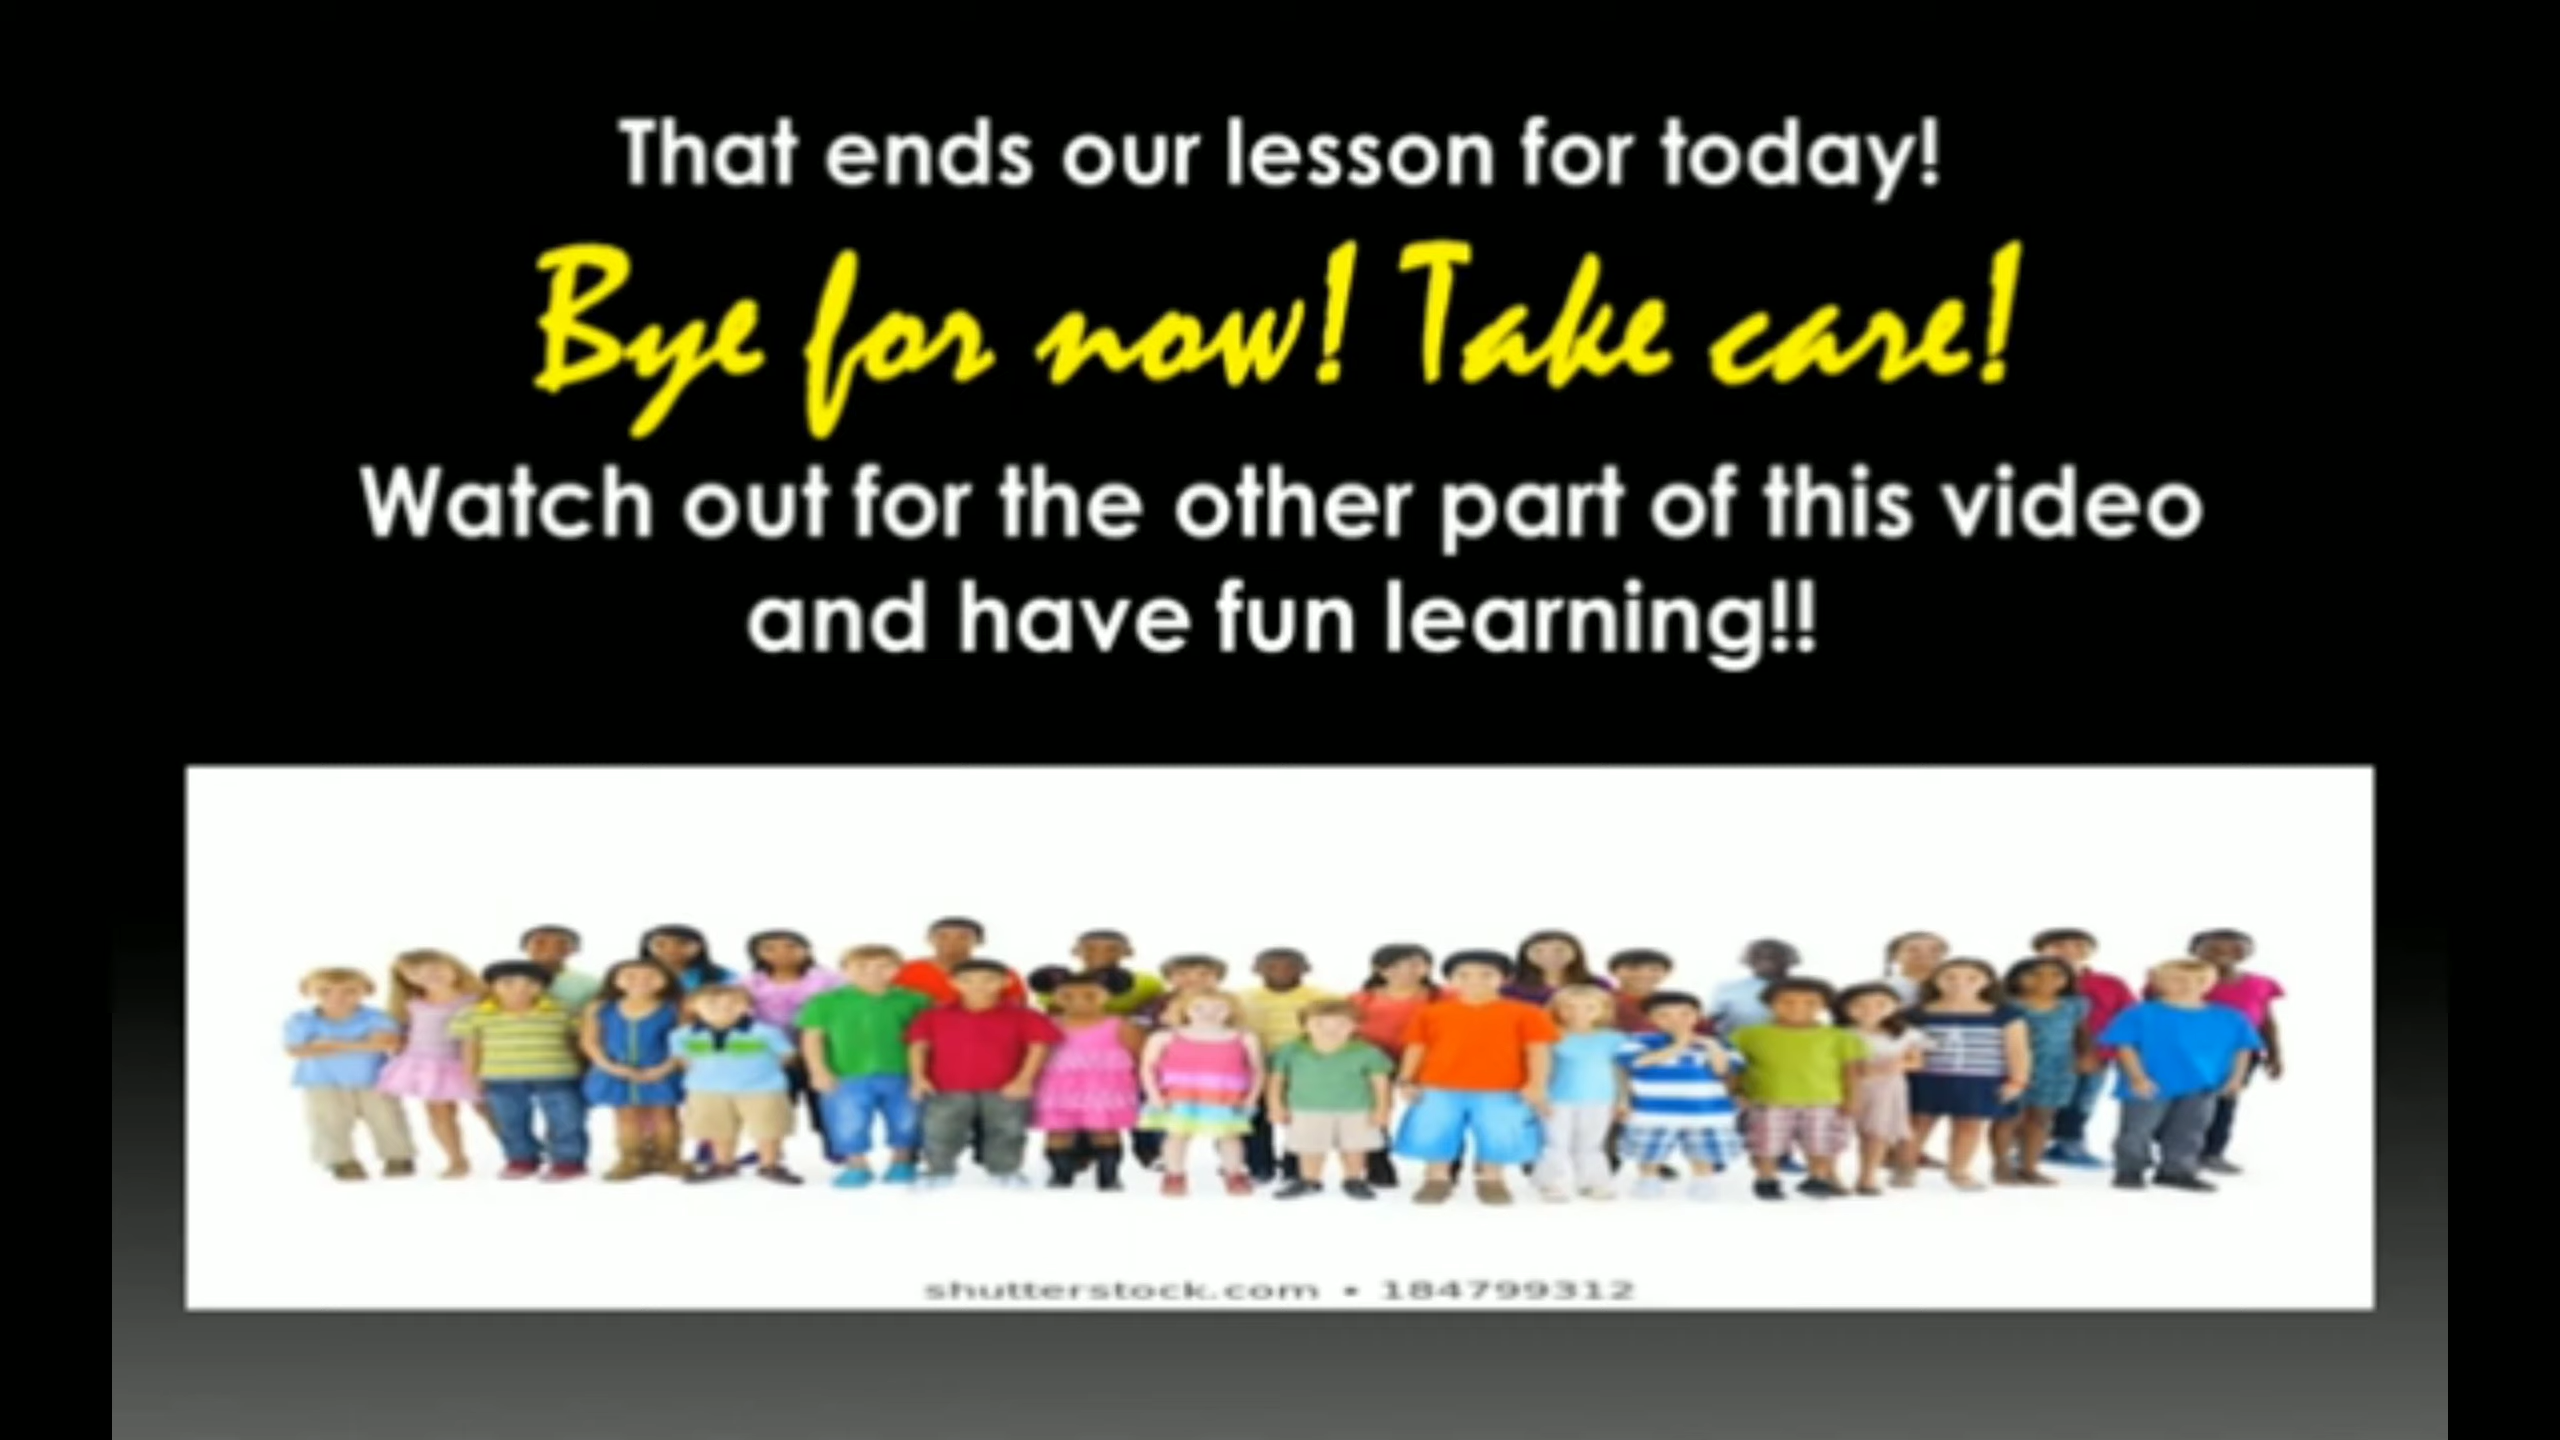 That ends our lesson for today!
Bye for now! Take care!
Watch out for the other part of this video
and have fun learning!!
shutterstock.com • 184799312